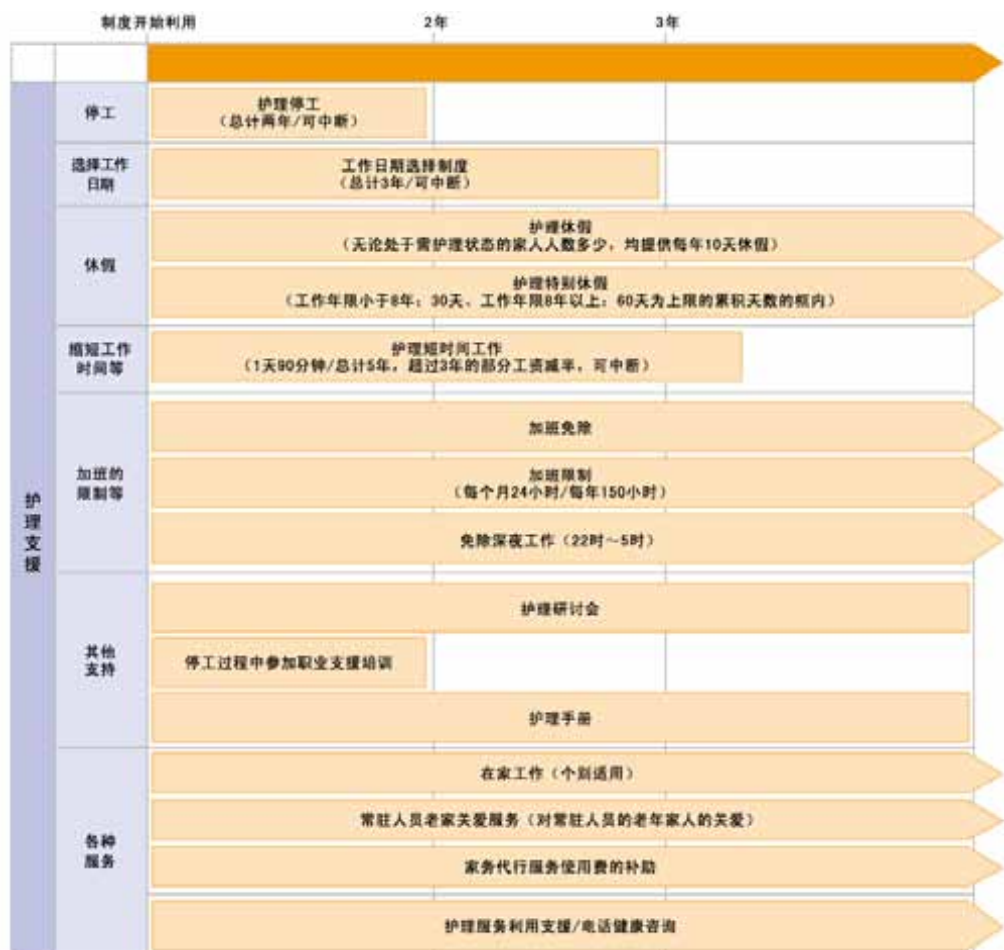 制度开始利用 2年 3年
停工
护理停工
（总计两年/可中断）
选择工作
日期
工作日期选择制度
（总计3年/可中断）
休假
护理休假
（无论处于需护理状态的家人人数多少，均提供每年10天休假）
护理特别休假
（工作年限小于8年：30天、工作年限8年以上：60天为上限的累积天数的框内）
缩短工作
时间等
护理短时间工作
（1天90分钟/总计5年，超过3年的部分工资减半，可中断）
加班的
限制等
加班免除
加班限制
（每个月24小时/每年150小时）
免除深夜工作（22时～5时）
护理支援
其他
支持
护理研讨会
停工过程中参加职业支援培训
护理手册
各种
服务
在家工作（个别适用）
常驻人员老家关爱服务（对常驻人员的老年家人的关爱）
家务代行服务使用费的补助
护理服务利用支援/电话健康咨询